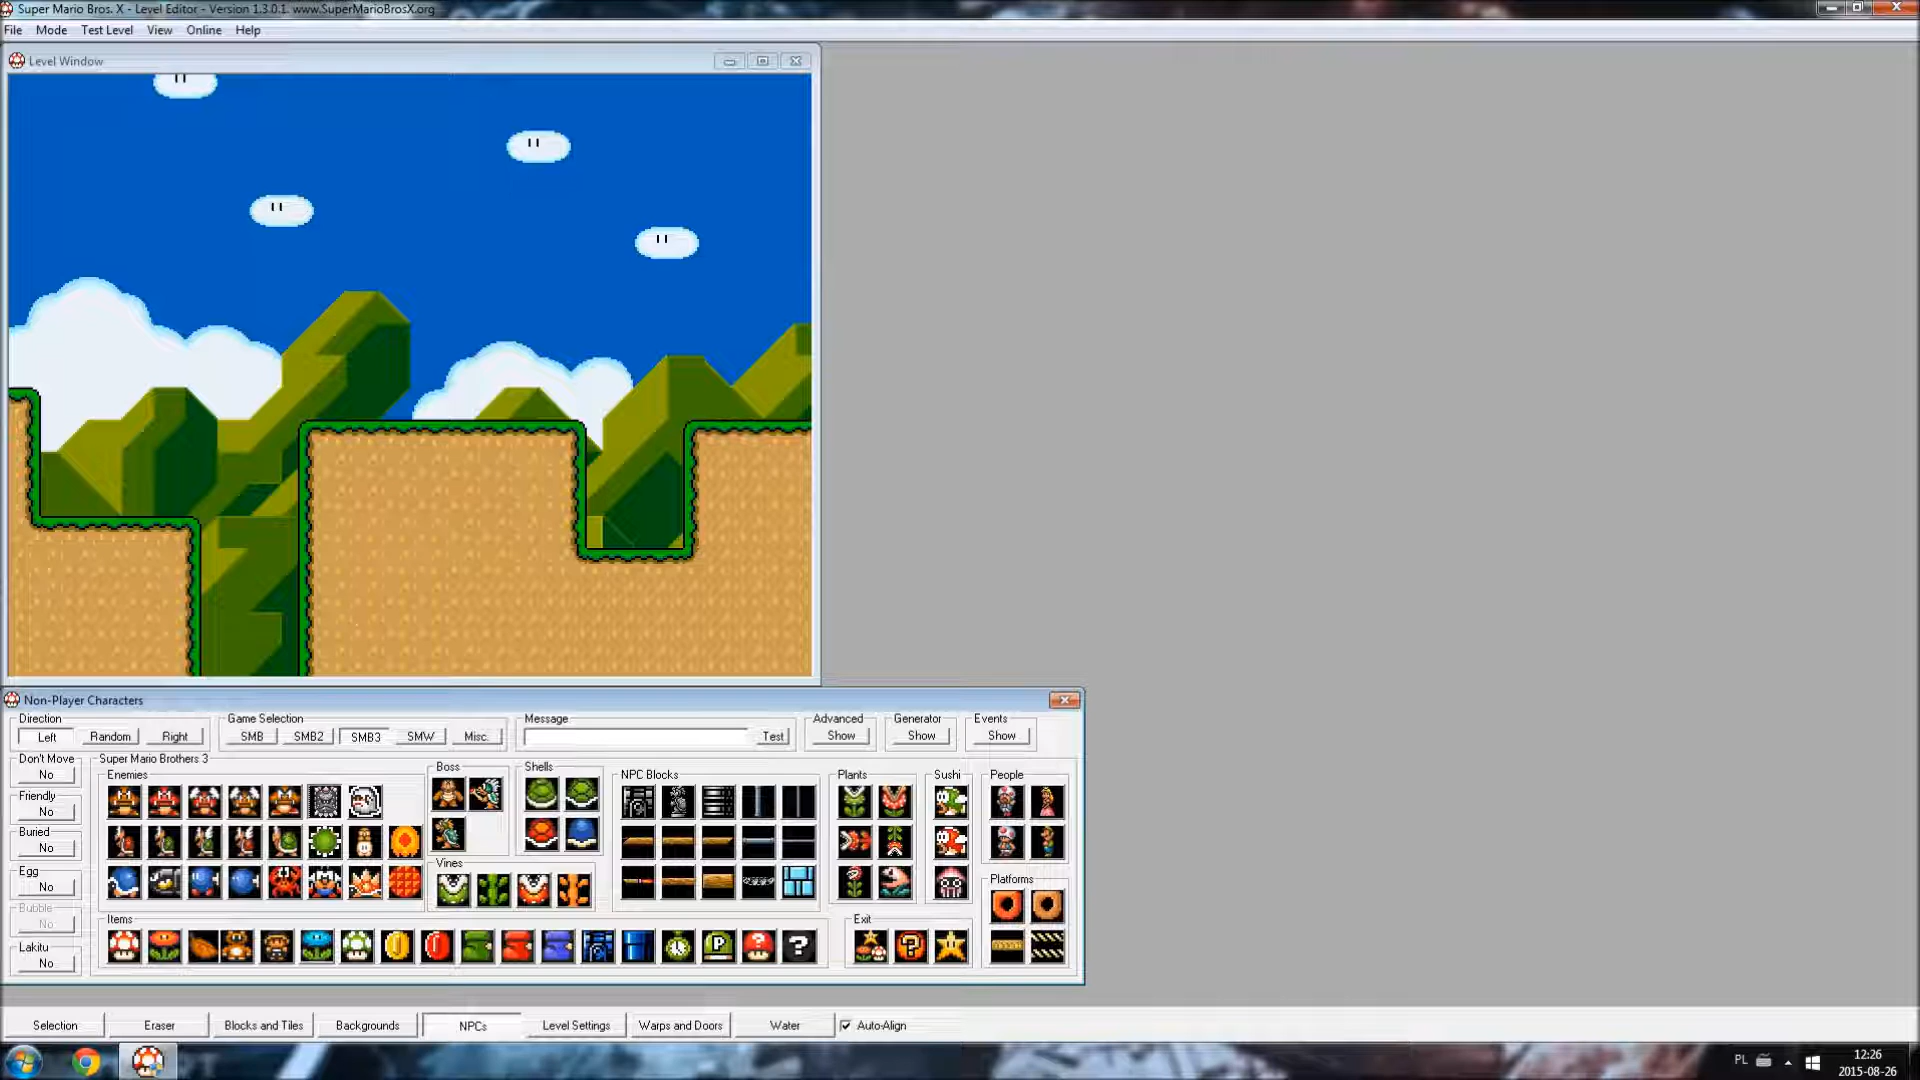 Super Mario Bros. X - Level Editor - Version 1.3.0.1. www.SuperMarioBrosX.org
File Mode Test Level View Online Help
Level Window
Non-Player Characters
Direction Game Selection Message Advanced Generator Events
Left Random Right SMB SMB2 SMB3 SMW Misc. Test Show Show Show
Don't Move
No
Friendly
No
Buried
No
Egg
No
Bubble
No
Lakitu
No
Super Mario Brothers 3
Enemies Boss Shells NPC Blocks Plants Sushi People
Vines
Platforms
Items Exit
Selection Eraser Blocks and Tiles Backgrounds NPCs Level Settings Warps and Doors Water Auto-Align
PL
12:26
2015-08-26